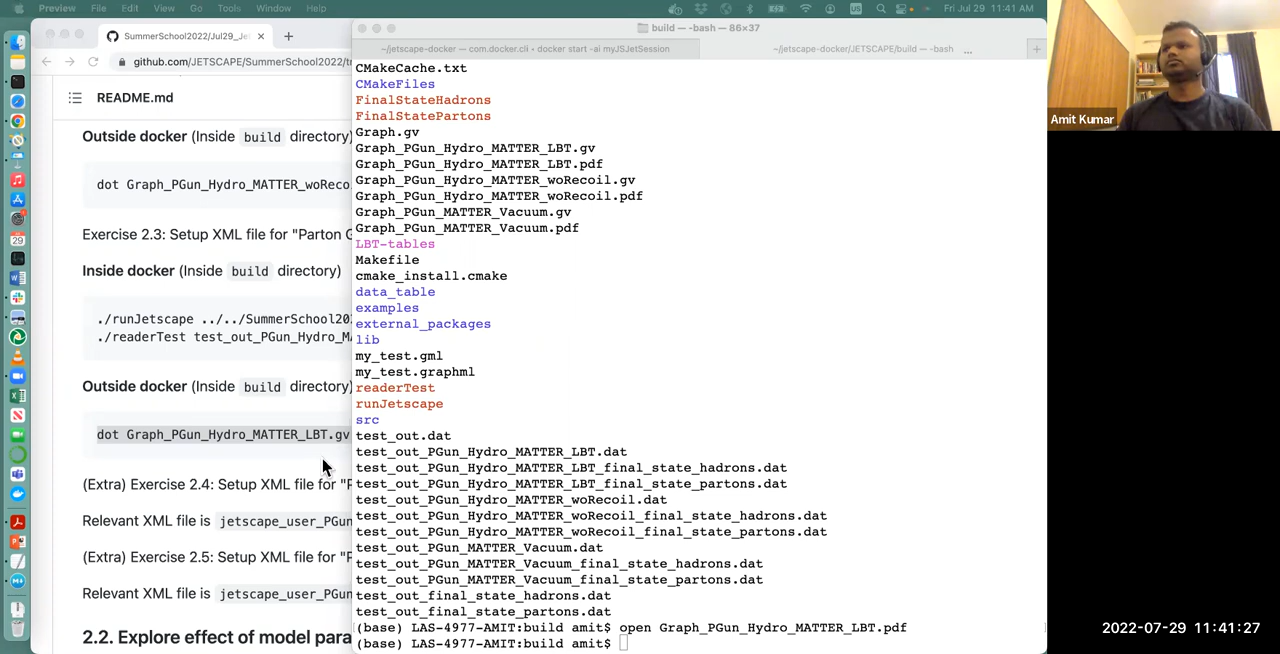 Preview File Edit View Go Tools Window Help
Fri Jul 29 11:41 AM
SummerSchool2022/Jul29_Je
github.com/JETSCAPE/SummerSchool2022/tr
README.md
Outside docker (Inside build directory)
dot Graph_PGun_Hydro_MATTER_woReco
Exercise 2.3: Setup XML file for "Parton G
Inside docker (Inside build directory)
./runJetscape ../../SummerSchool20
./readerTest test_out_PGun_Hydro_MA
Outside docker (Inside build directory)
dot Graph_PGun_Hydro_MATTER_LBT.gv
(Extra) Exercise 2.4: Setup XML file for "P
Relevant XML file is jetscape_user_PGun
(Extra) Exercise 2.5: Setup XML file for "P
Relevant XML file is jetscape_user_PGun
2.2. Explore effect of model para
build — -bash — 86×37
~/jetscape-docker — com.docker.cli • docker start -ai myJSJetSession
~/jetscape-docker/JETSCAPE/build — -bash ...
CMakeCache.txt
CMakeFiles
FinalStateHadrons
FinalStatePartons
Graph.gv
Graph_PGun_Hydro_MATTER_LBT.gv
Graph_PGun_Hydro_MATTER_LBT.pdf
Graph_PGun_Hydro_MATTER_woRecoil.gv
Graph_PGun_Hydro_MATTER_woRecoil.pdf
Graph_PGun_MATTER_Vacuum.gv
Graph_PGun_MATTER_Vacuum.pdf
LBT-tables
Makefile
cmake_install.cmake
data_table
examples
external_packages
lib
my_test.gml
my_test.graphml
readerTest
runJetscape
src
test_out.dat
test_out_PGun_Hydro_MATTER_LBT.dat
test_out_PGun_Hydro_MATTER_LBT_final_state_hadrons.dat
test_out_PGun_Hydro_MATTER_LBT_final_state_partons.dat
test_out_PGun_Hydro_MATTER_woRecoil.dat
test_out_PGun_Hydro_MATTER_woRecoil_final_state_hadrons.dat
test_out_PGun_Hydro_MATTER_woRecoil_final_state_partons.dat
test_out_PGun_MATTER_Vacuum.dat
test_out_PGun_MATTER_Vacuum_final_state_hadrons.dat
test_out_PGun_MATTER_Vacuum_final_state_partons.dat
test_out_final_state_hadrons.dat
test_out_final_state_partons.dat
(base) LAS-4977-AMIT:build amit$ open Graph_PGun_Hydro_MATTER_LBT.pdf
(base) LAS-4977-AMIT:build amit$
Amit Kumar
2022-07-29 11:41:27